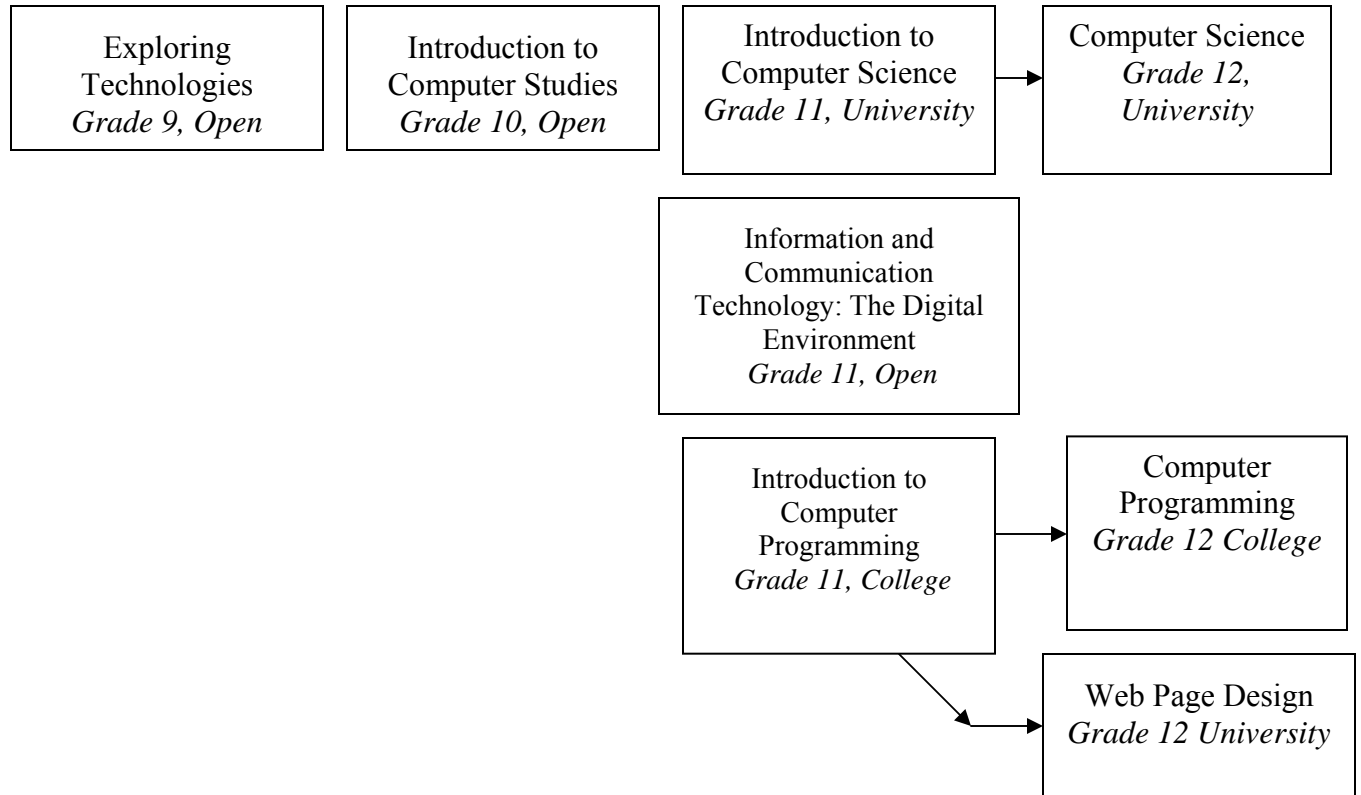 Exploring
Technologies
Grade 9, Open
Introduction to
Computer Studies
Grade 10, Open
Introduction to
Computer Science
Grade 11, University
Computer Science
Grade 12,
University
Information and
Communication
Technology: The Digital
Environment
Grade 11, Open
Introduction to
Computer
Programming
Grade 11, College
Computer
Programming
Grade 12 College
Web Page Design
Grade 12 University